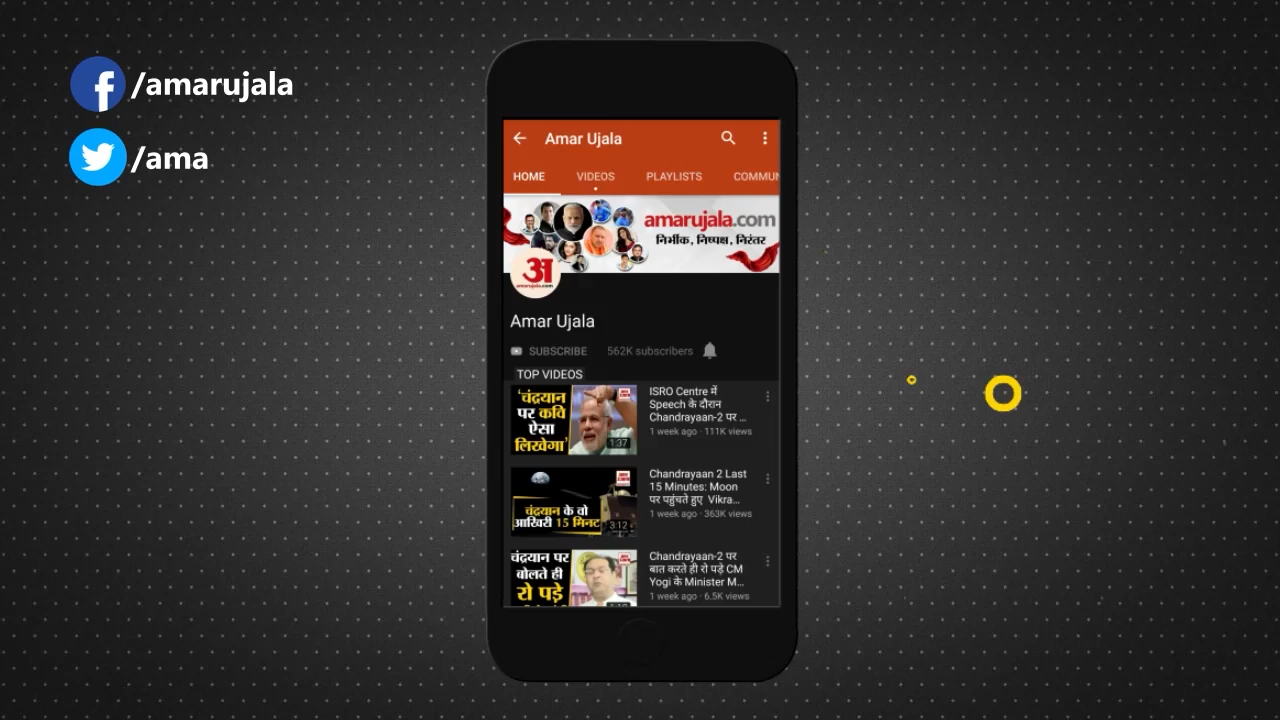 /amarujala
/ama
Amar Ujala
HOME VIDEOS PLAYLISTS COMMUN
amarujala.com
निर्भीक, निष्पक्ष, निरंतर
अ
amarujala.com
Amar Ujala
SUBSCRIBE 562K subscribers
TOP VIDEOS
'चंद्रयान
पर कवि
ऐसा
लिखेगा'
1:37
ISRO Centre में
Speech के दौरान
Chandrayaan-2 पर ...
1 week ago · 111K views
चंद्रयान के वो
आखिरी 15 मिनट
3:12
Chandrayaan 2 Last
15 Minutes: Moon
पर पहुंचते हुए Vikra...
1 week ago · 363K views
चंद्रयान पर
बोलते ही
रो पड़े
Chandrayaan-2 पर
बात करते ही रो पड़े CM
Yogi के Minister M...
1 week ago · 6.5K views